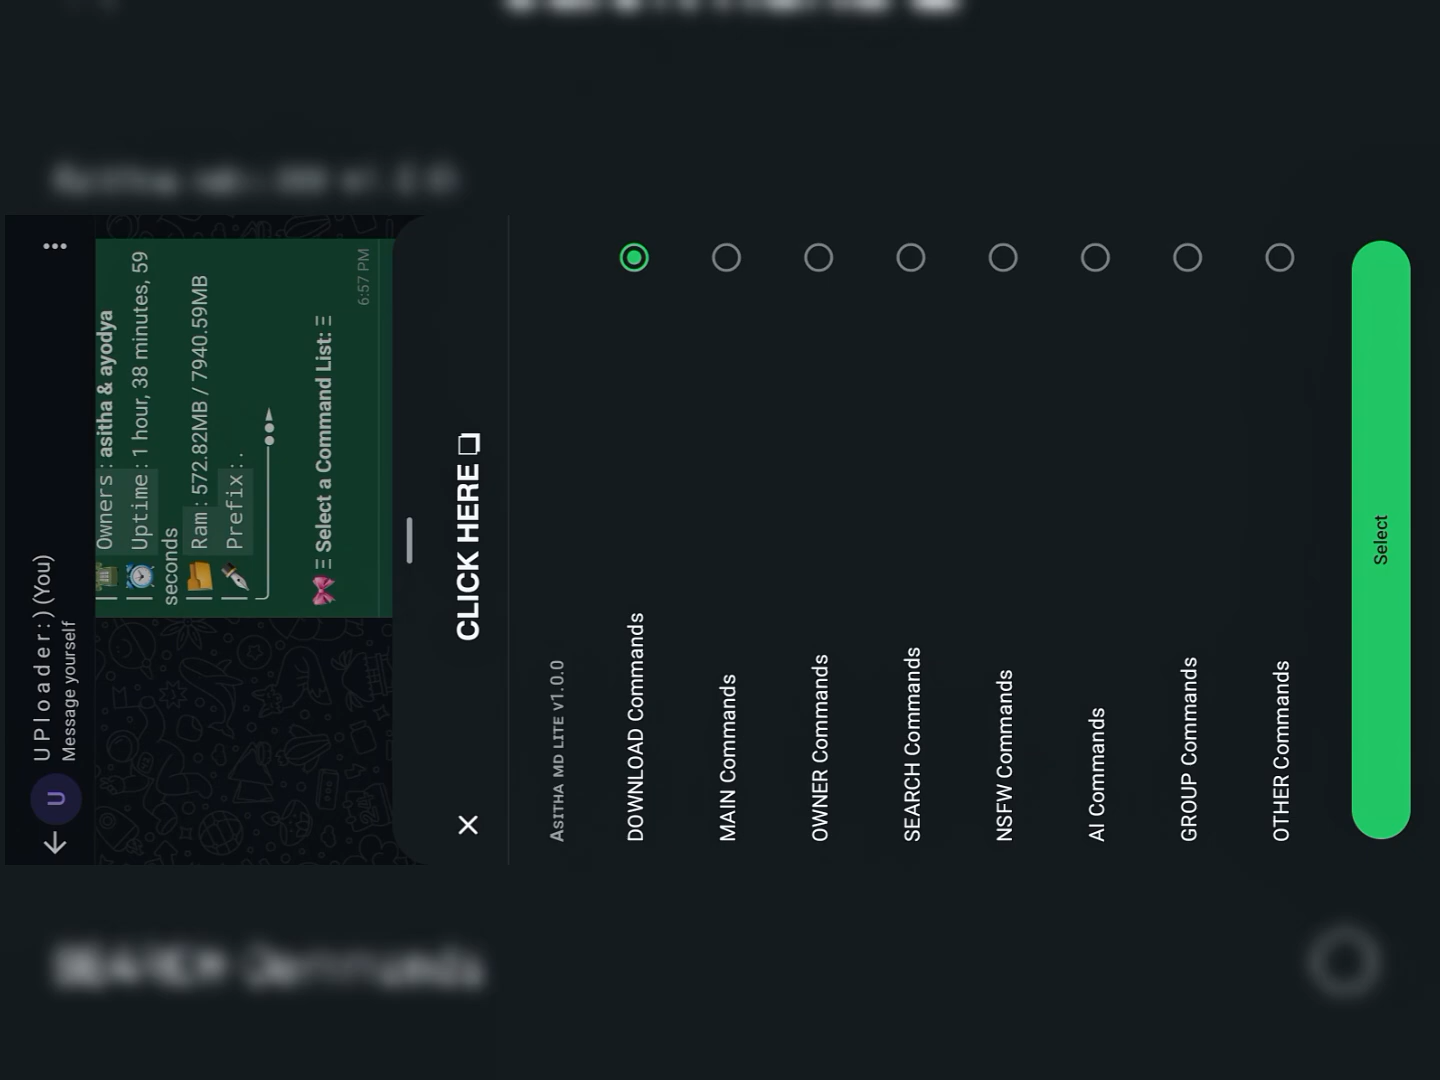 U P l o a d e r : ) (You)
Message yourself
Owners : asitha & ayodya
Uptime : 1 hour, 38 minutes, 59
seconds
Ram : 572.82MB / 7940.59MB
Prefix : .
Ξ Select a Command List: Ξ
6:57 PM
CLICK HERE
Asitha md lite v1.0.0
DOWNLOAD Commands
MAIN Commands
OWNER Commands
SEARCH Commands
NSFW Commands
AI Commands
GROUP Commands
OTHER Commands
Select
SEARCH Commands